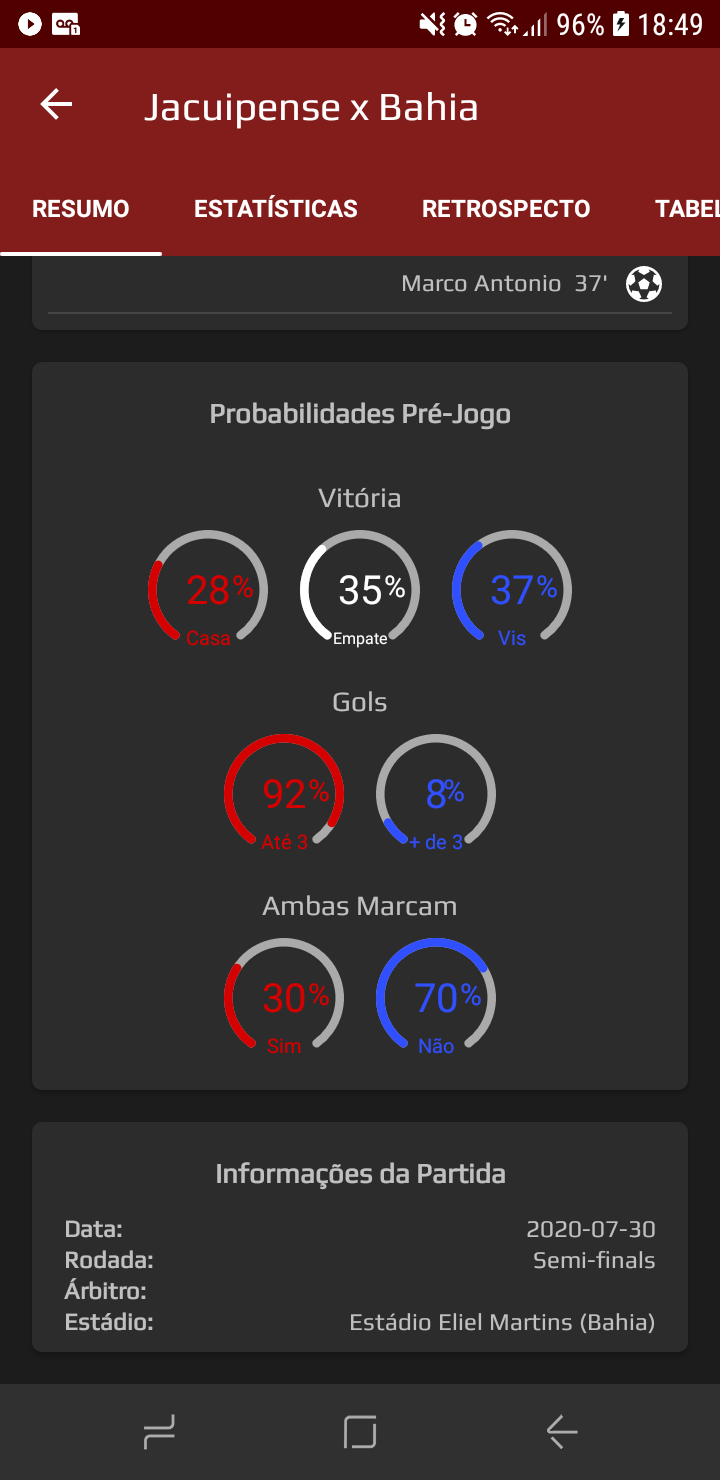 96% 18:49
Jacuipense x Bahia
RESUMO ESTATÍSTICAS RETROSPECTO TABEL
Marco Antonio 37'
Probabilidades Pré-Jogo
Vitória
28% 35% 37%
Casa Empate Vis
Gols
92% 8%
Até 3 + de 3
Ambas Marcam
30% 70%
Sim Não
Informações da Partida
Data: 2020-07-30
Rodada: Semi-finals
Árbitro:
Estádio: Estádio Eliel Martins (Bahia)